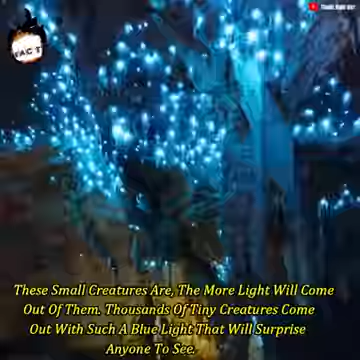 FACT
These Small Creatures Are, The More Light Will Come
Out Of Them. Thousands Of Tiny Creatures Come
Out With Such A Blue Light That Will Surprise
Anyone To See.